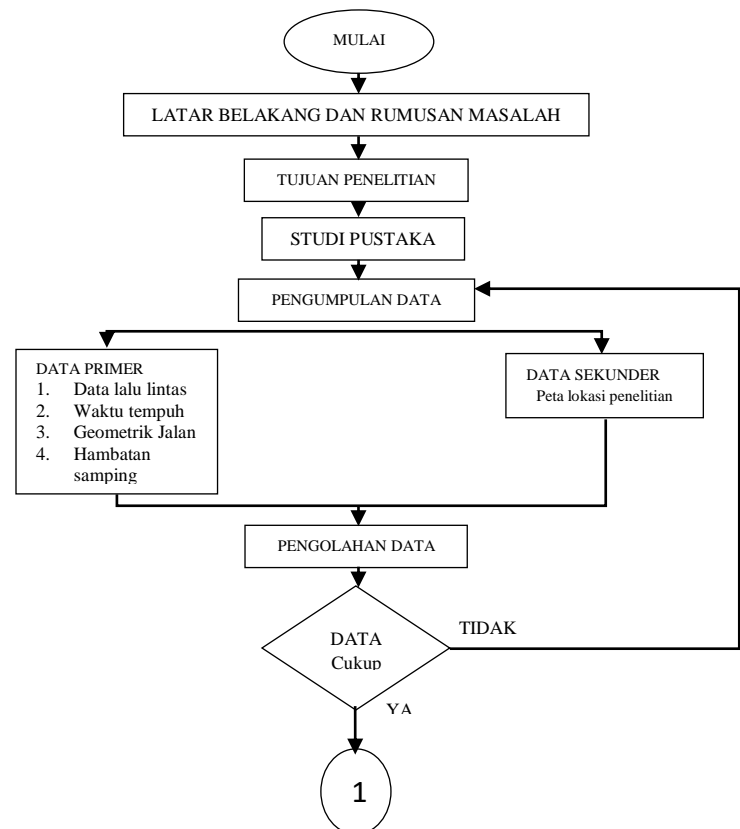 MULAI
LATAR BELAKANG DAN RUMUSAN MASALAH
TUJUAN PENELITIAN
STUDI PUSTAKA
PENGUMPULAN DATA
DATA PRIMER
1. Data lalu lintas
2. Waktu tempuh
3. Geometrik Jalan
4. Hambatan
samping
DATA SEKUNDER
Peta lokasi penelitian
PENGOLAHAN DATA
DATA
Cukup
TIDAK
YA
1